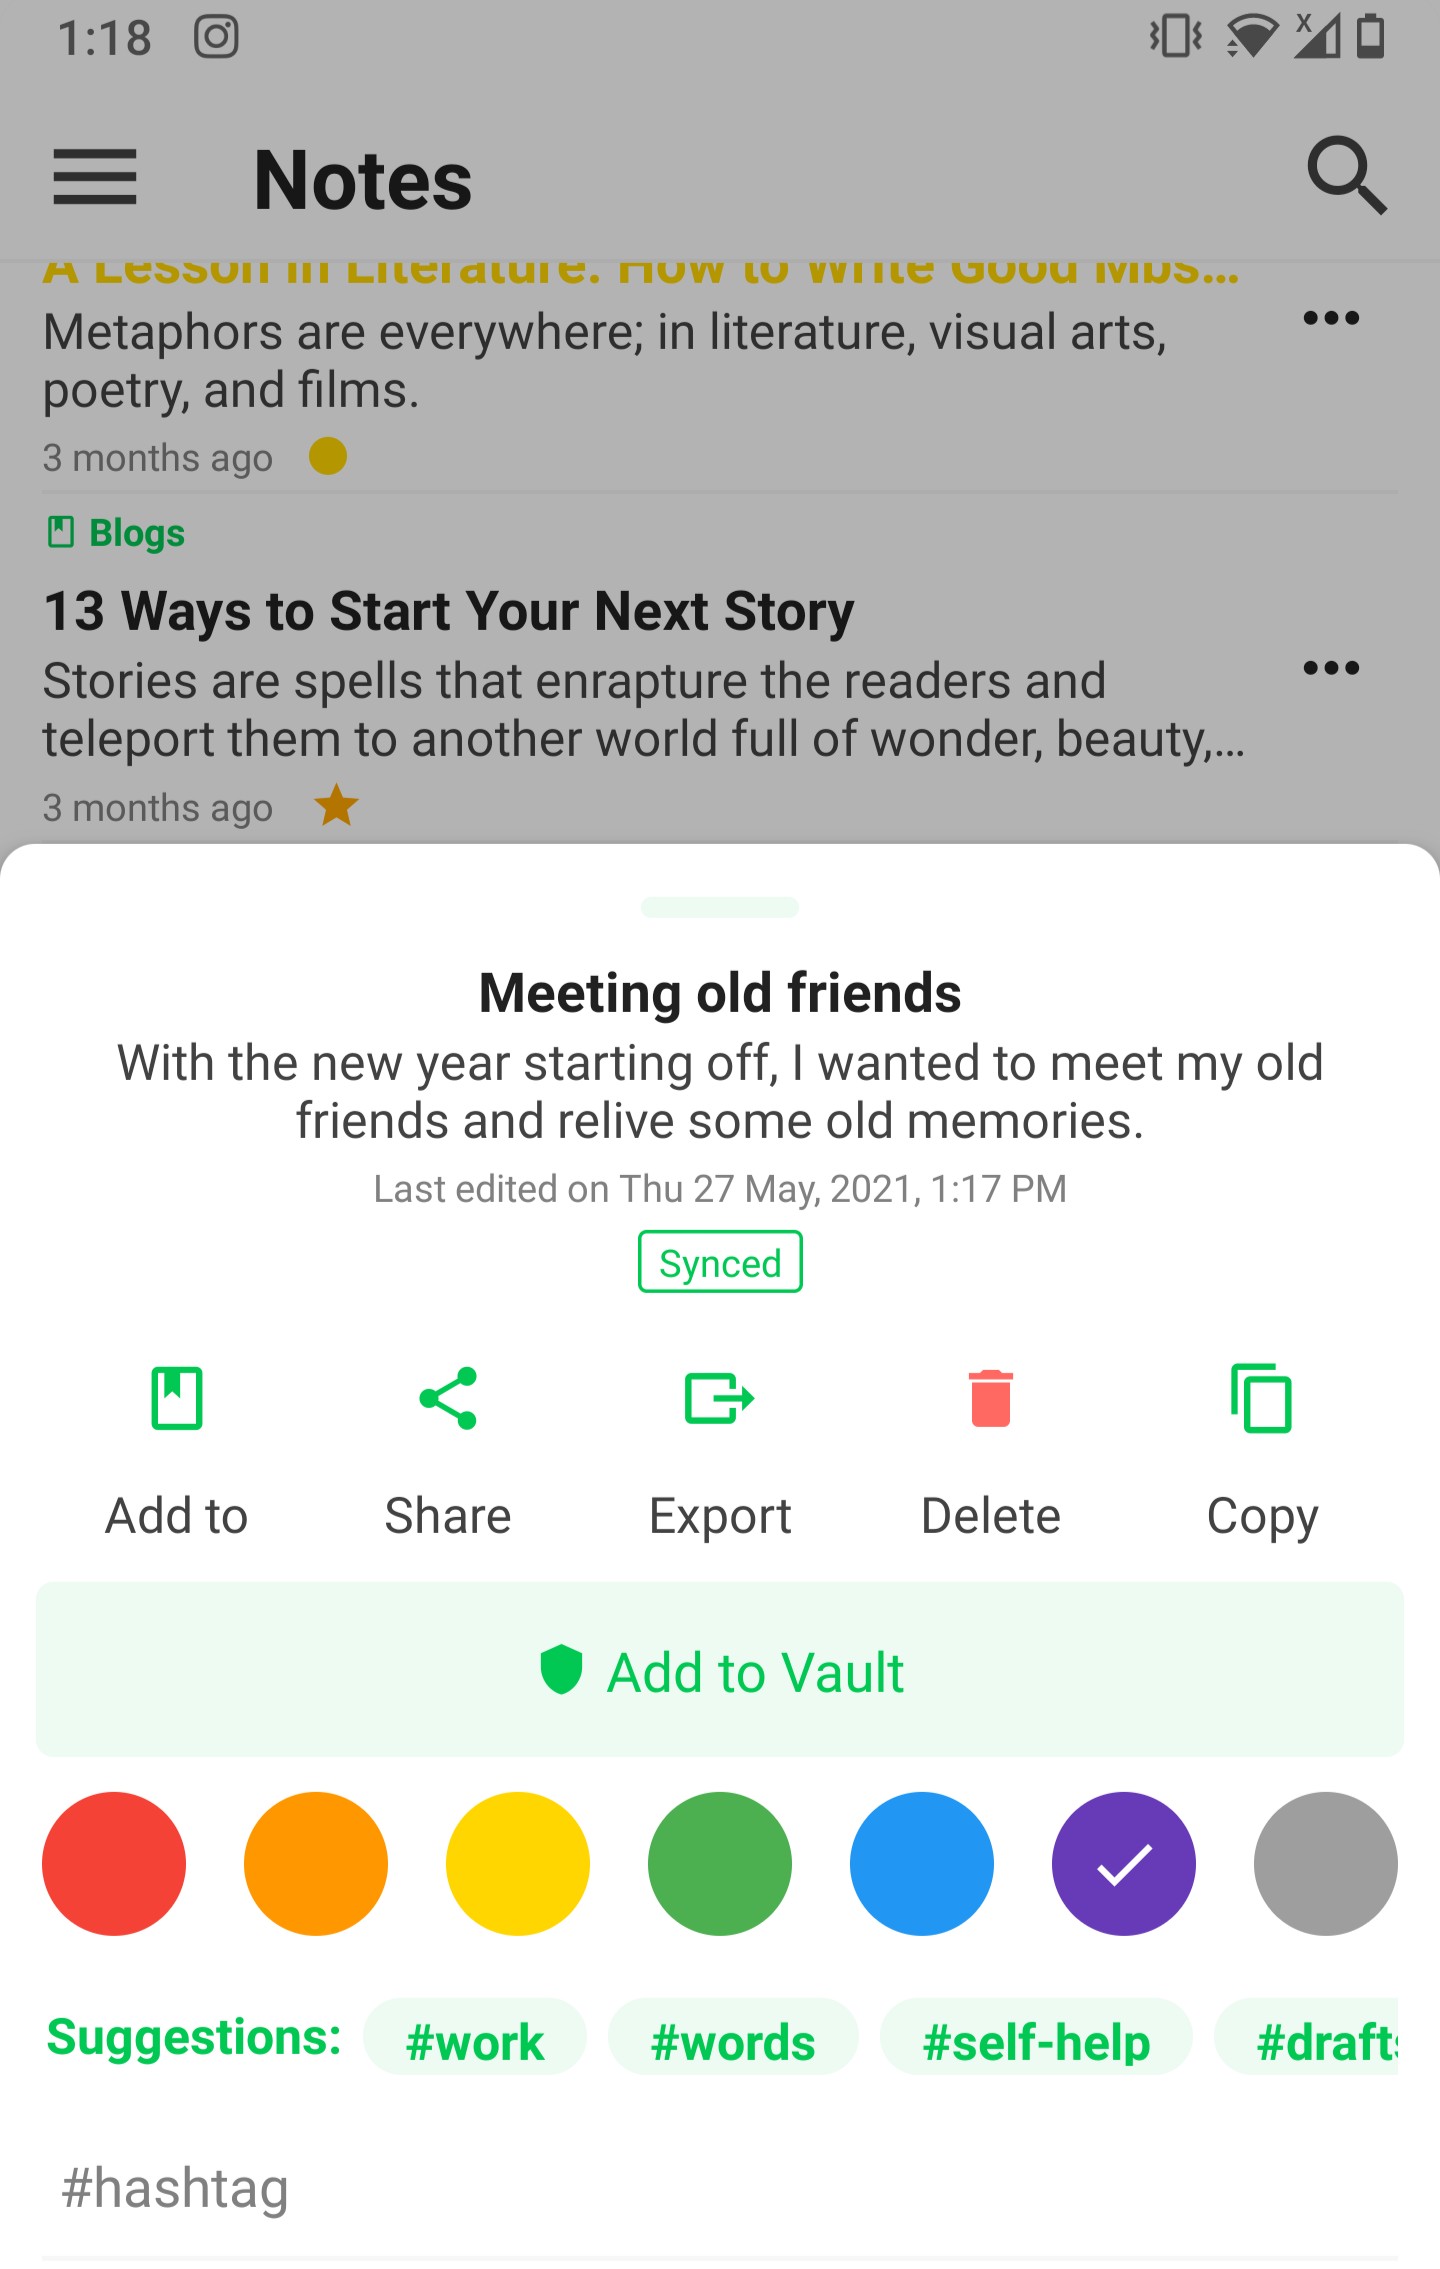 1:18
Notes
A Lesson in Literature: How to Write Good
Metaphors are everywhere; in literature, visual arts,
poetry, and films.
3 months ago
Blogs
13 Ways to Start Your Next Story
Stories are spells that enrapture the readers and
teleport them to another world full of wonder, beauty,...
3 months ago
Meeting old friends
With the new year starting off, I wanted to meet my old
friends and relive some old memories.
Last edited on Thu 27 May, 2021, 1:17 PM
Synced
Add to Share Export Delete Copy
Add to Vault
Suggestions: #work #words #self-help #drafts
#hashtag